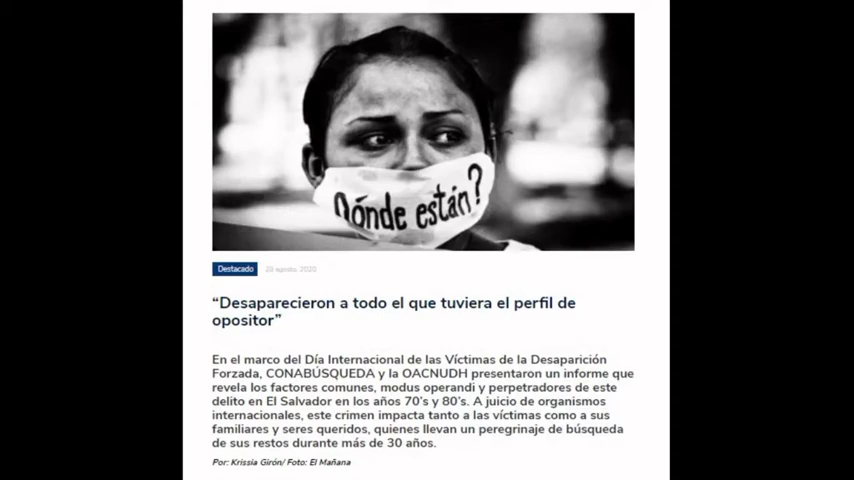 Dónde están?
Destacado
“Desaparecieron a todo el que tuviera el perfil de
opositor”
En el marco del Día Internacional de las Víctimas de la Desaparición
Forzada, CONABÚSQUEDA y la OACNUDH presentaron un informe que
revela los factores comunes, modus operandi y perpetradores de este
delito en El Salvador en los años 70’s y 80’s. A juicio de organismos
internacionales, este crimen impacta tanto a las víctimas como a sus
familiares y seres queridos, quienes llevan un peregrinaje de búsqueda
de sus restos durante más de 30 años.
Por: Krissia Girón/ Foto: El Mañana